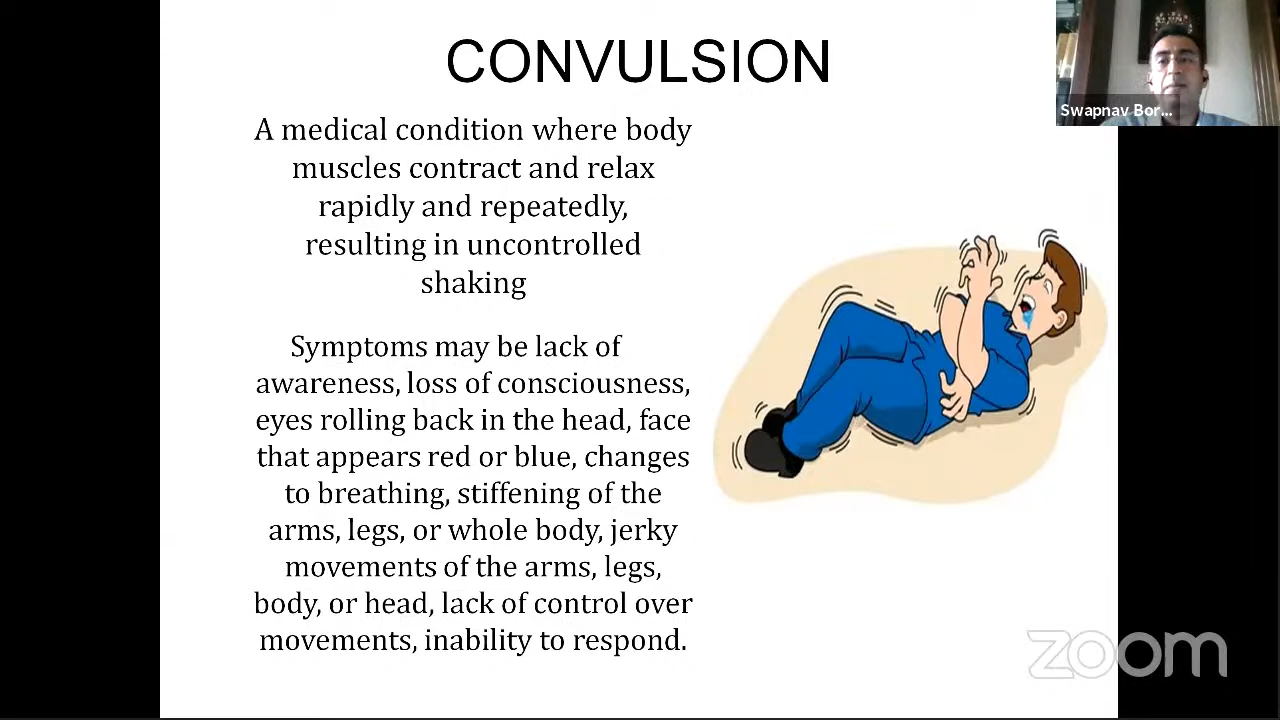 CONVULSION
A medical condition where body
muscles contract and relax
rapidly and repeatedly,
resulting in uncontrolled
shaking
Symptoms may be lack of
awareness, loss of consciousness,
eyes rolling back in the head, face
that appears red or blue, changes
to breathing, stiffening of the
arms, legs, or whole body, jerky
movements of the arms, legs,
body, or head, lack of control over
movements, inability to respond.
Swapnav Bor...
zoom